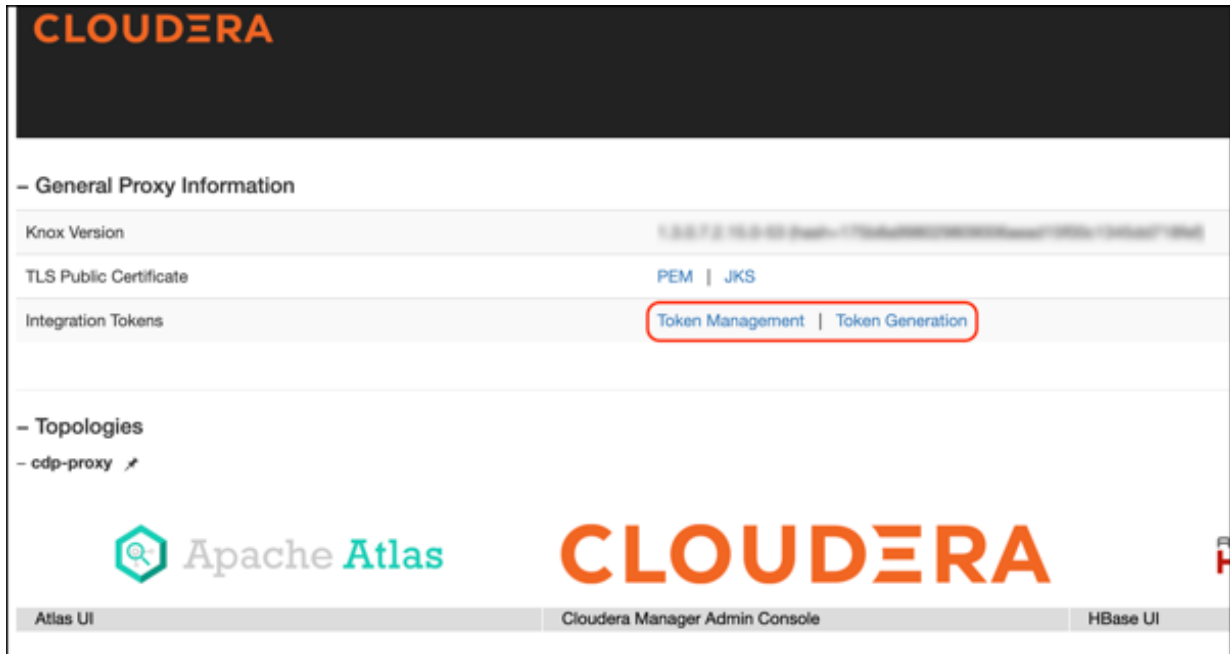 CLOUDERA
– General Proxy Information
Knox Version
TLS Public Certificate PEM | JKS
Integration Tokens Token Management | Token Generation
– Topologies
– cdp-proxy
Apache Atlas CLOUDERA
Atlas UI Cloudera Manager Admin Console HBase UI